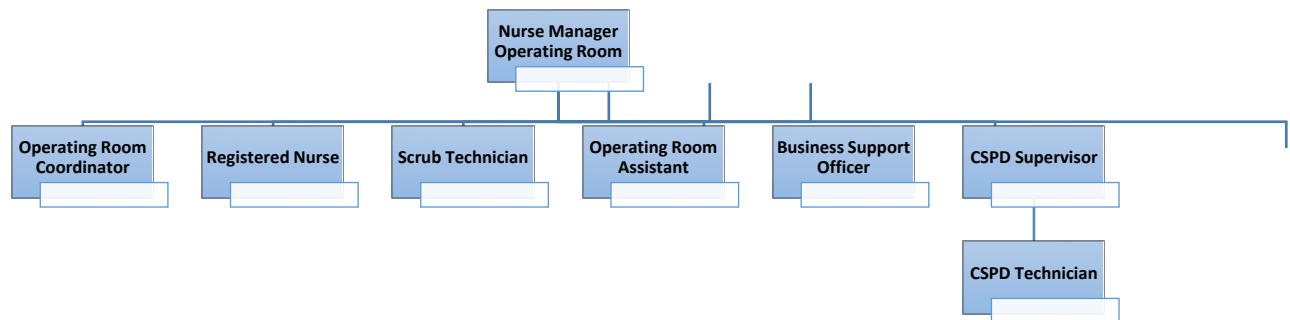 Nurse Manager
Operating Room
Operating Room
Coordinator
Registered Nurse
Scrub Technician
Operating Room
Assistant
Business Support
Officer
CSPD Supervisor
CSPD Technician